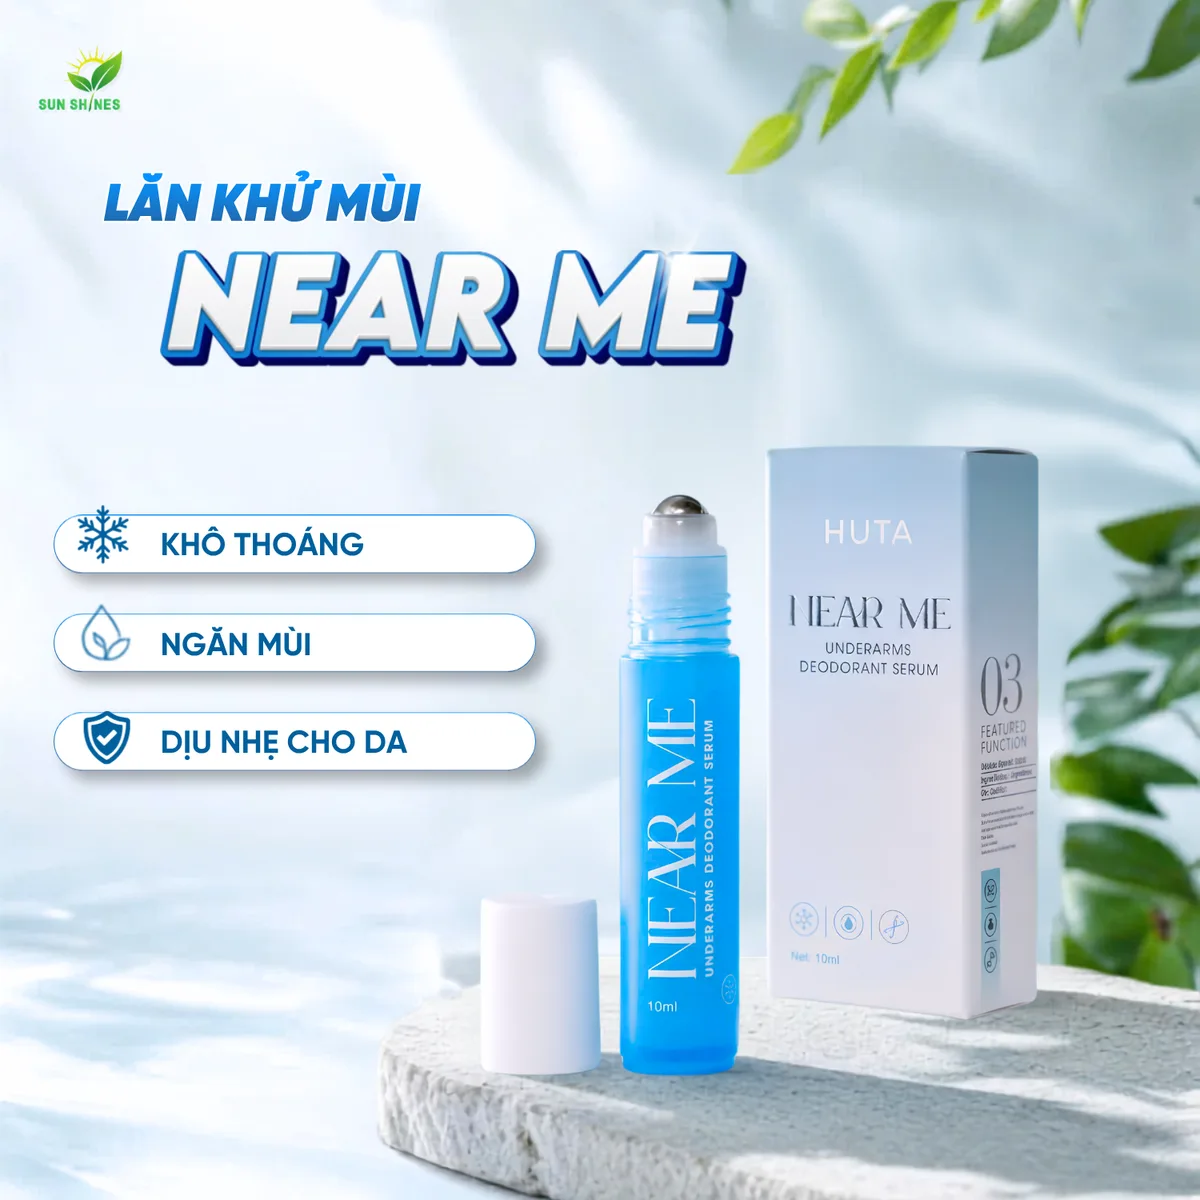 SUN SHINES
LĂN KHỬ MÙI
NEAR ME
KHÔ THOÁNG
NGĂN MÙI
DỊU NHẸ CHO DA
NEAR ME
UNDERARMS DEODORANT SERUM
10ml
HUTA
NEAR ME
UNDERARMS
DEODORANT SERUM
Net: 10ml
03
FEATURED
FUNCTION